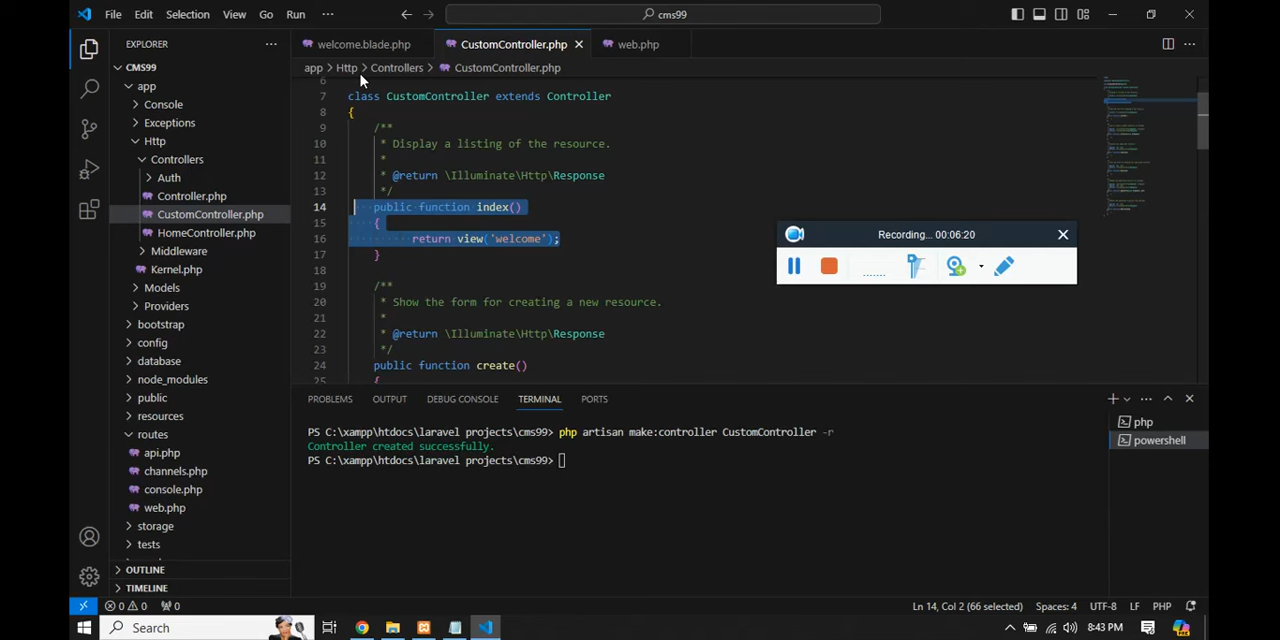 File Edit Selection View Go Run ··· cms99
EXPLORER ···
CMS99
app
Console
Exceptions
Http
Controllers
Auth
Controller.php
CustomController.php
HomeController.php
Middleware
Kernel.php
Models
Providers
bootstrap
config
database
node_modules
public
resources
routes
api.php
channels.php
console.php
web.php
storage
tests
OUTLINE
TIMELINE
welcome.blade.php CustomController.php web.php
app > Http > Controllers > CustomController.php
6
7 class CustomController extends Controller
8 {
9 /**
10 * Display a listing of the resource.
11 *
12 * @return \Illuminate\Http\Response
13 */
14 public function index()
15 {
16 return view('welcome');
17 }
18
19 /**
20 * Show the form for creating a new resource.
21 *
22 * @return \Illuminate\Http\Response
23 */
24 public function create()
25 {
Recording... 00:06:20
PROBLEMS OUTPUT DEBUG CONSOLE TERMINAL PORTS
PS C:\xampp\htdocs\laravel projects\cms99> php artisan make:controller CustomController -r
Controller created successfully.
PS C:\xampp\htdocs\laravel projects\cms99>
php
powershell
0 0 0 Ln 14, Col 2 (66 selected) Spaces: 4 UTF-8 LF PHP
Search 8:43 PM